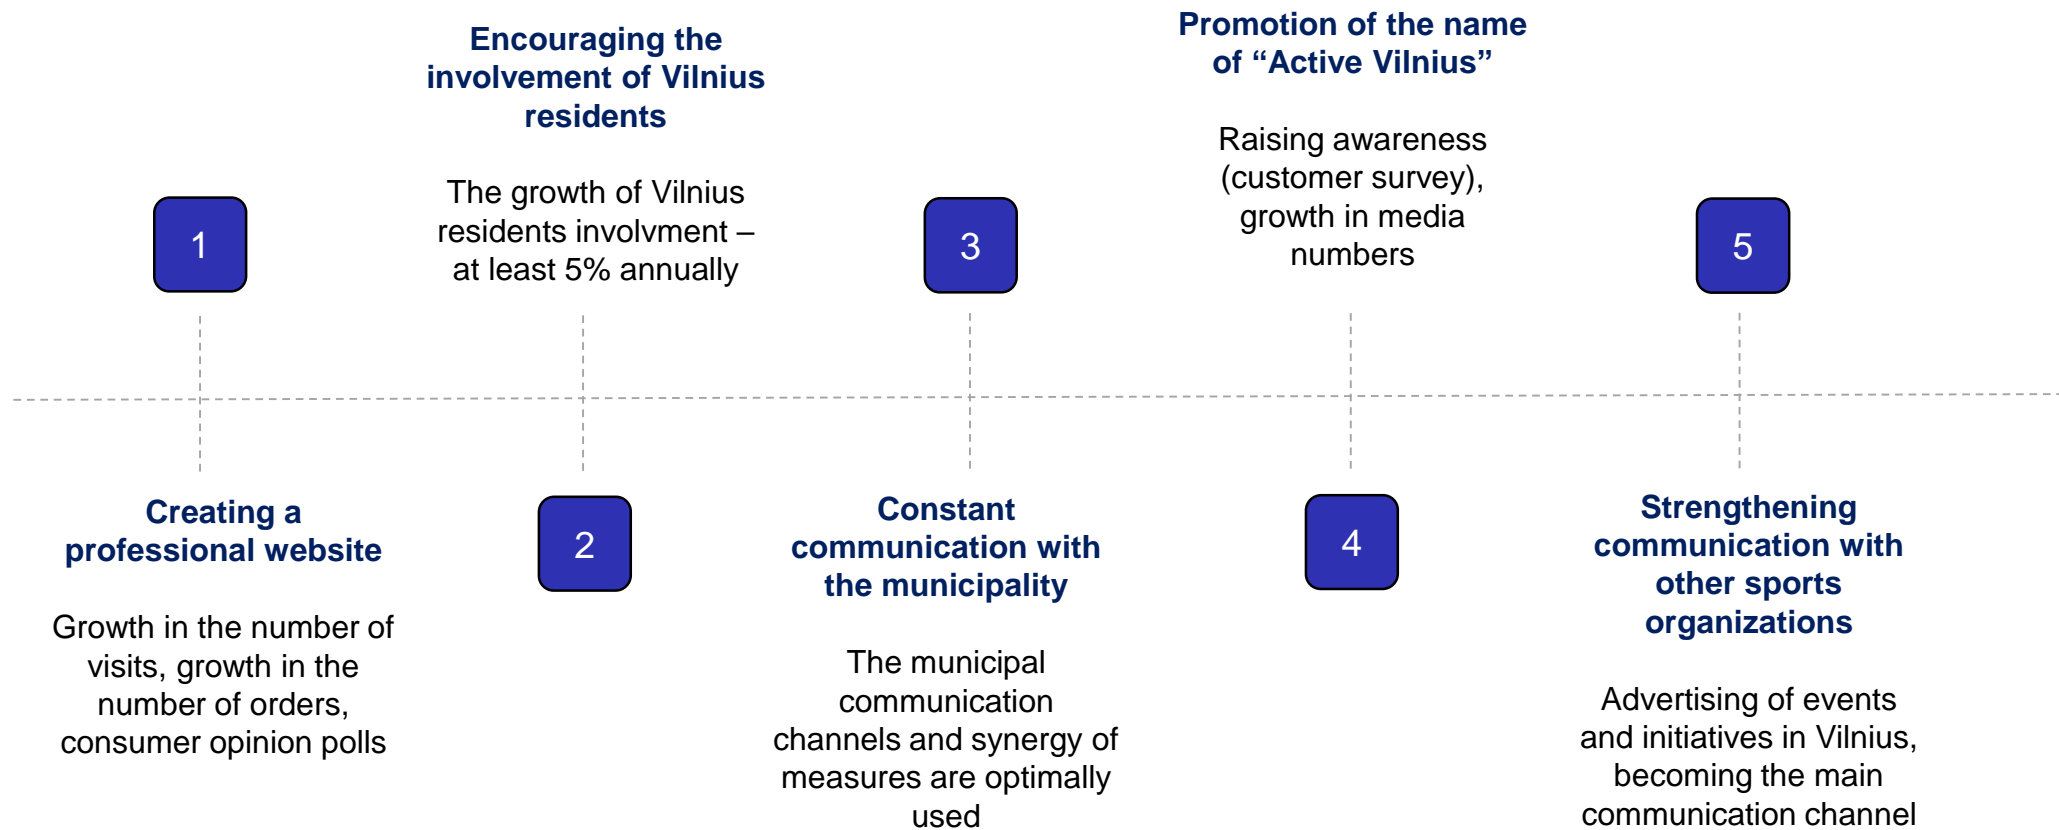 1
Creating a
professional website
Growth in the number of
visits, growth in the
number of orders,
consumer opinion polls
Encouraging the
involvement of Vilnius
residents
The growth of Vilnius
residents involvment –
at least 5% annually
2
3
Constant
communication with
the municipality
The municipal
communication
channels and synergy of
measures are optimally
used
Promotion of the name
of “Active Vilnius”
Raising awareness
(customer survey),
growth in media
numbers
4
5
Strengthening
communication with
other sports
organizations
Advertising of events
and initiatives in Vilnius,
becoming the main
communication channel